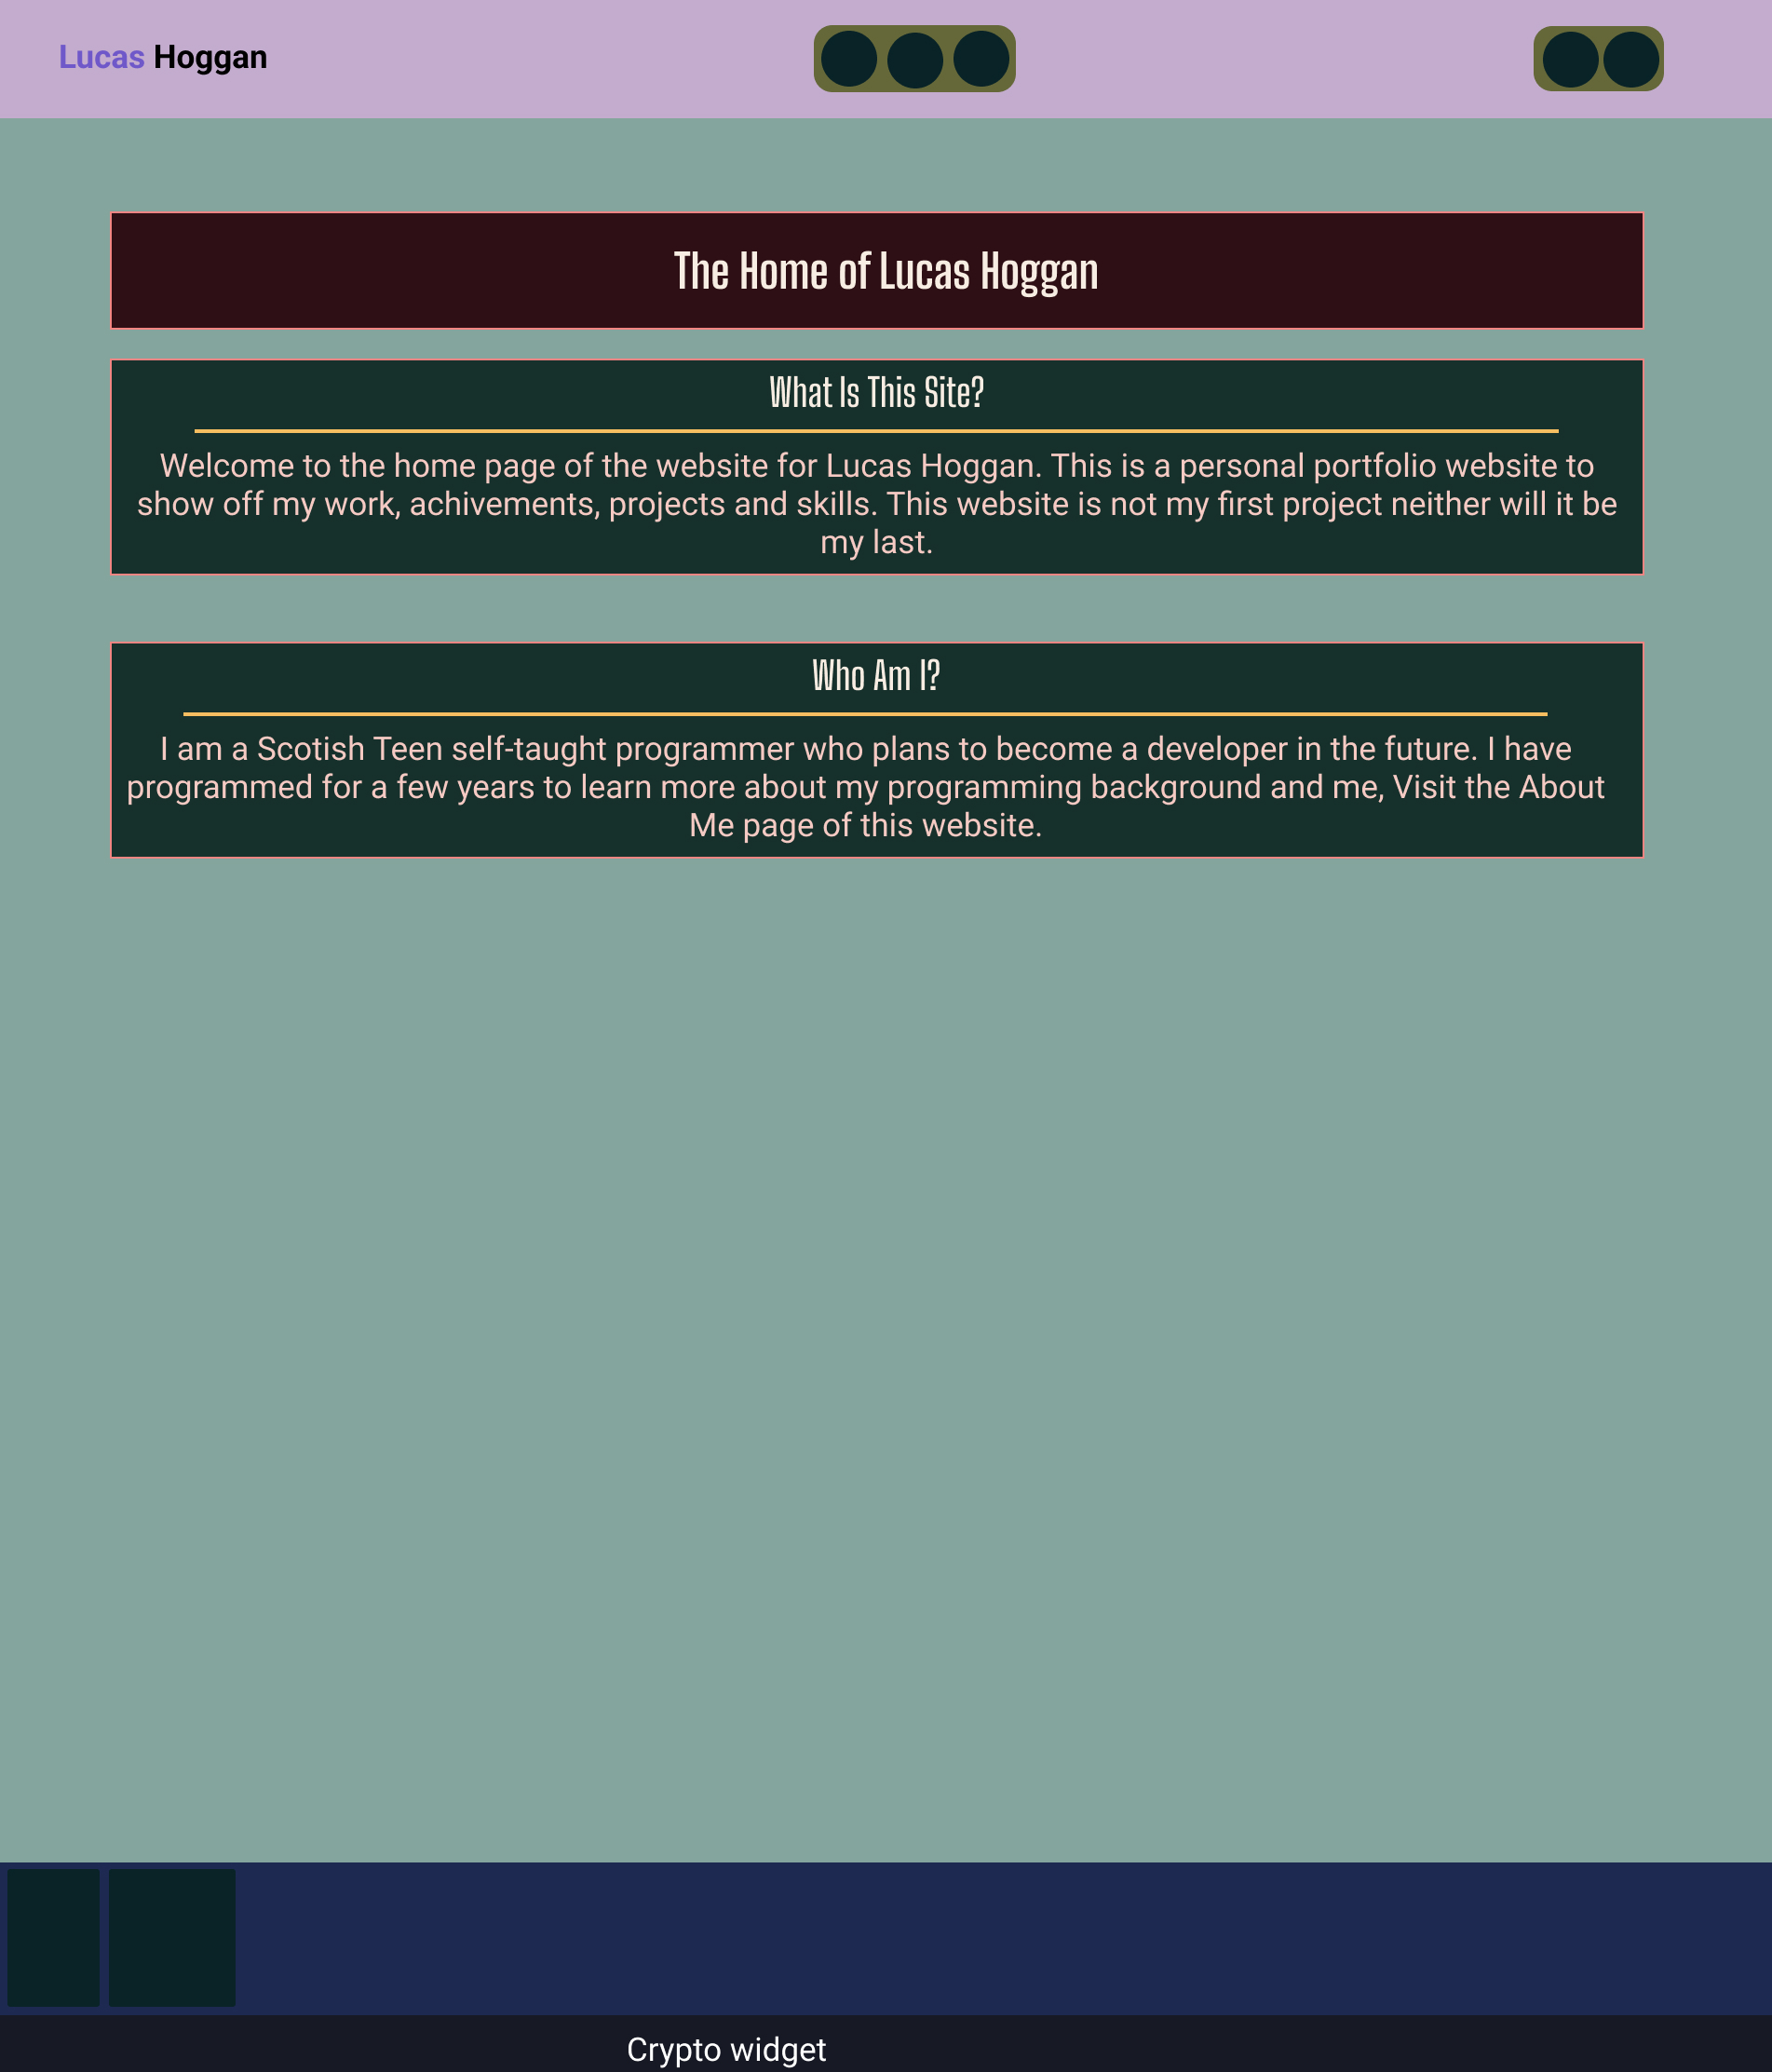 Lucas Hoggan
The Home of Lucas Hoggan
What Is This Site?
Welcome to the home page of the website for Lucas Hoggan. This is a personal portfolio website to
show off my work, achivements, projects and skills. This website is not my first project neither will it be
my last.
Who Am I?
I am a Scotish Teen self-taught programmer who plans to become a developer in the future. I have
programmed for a few years to learn more about my programming background and me, Visit the About
Me page of this website.
Crypto widget